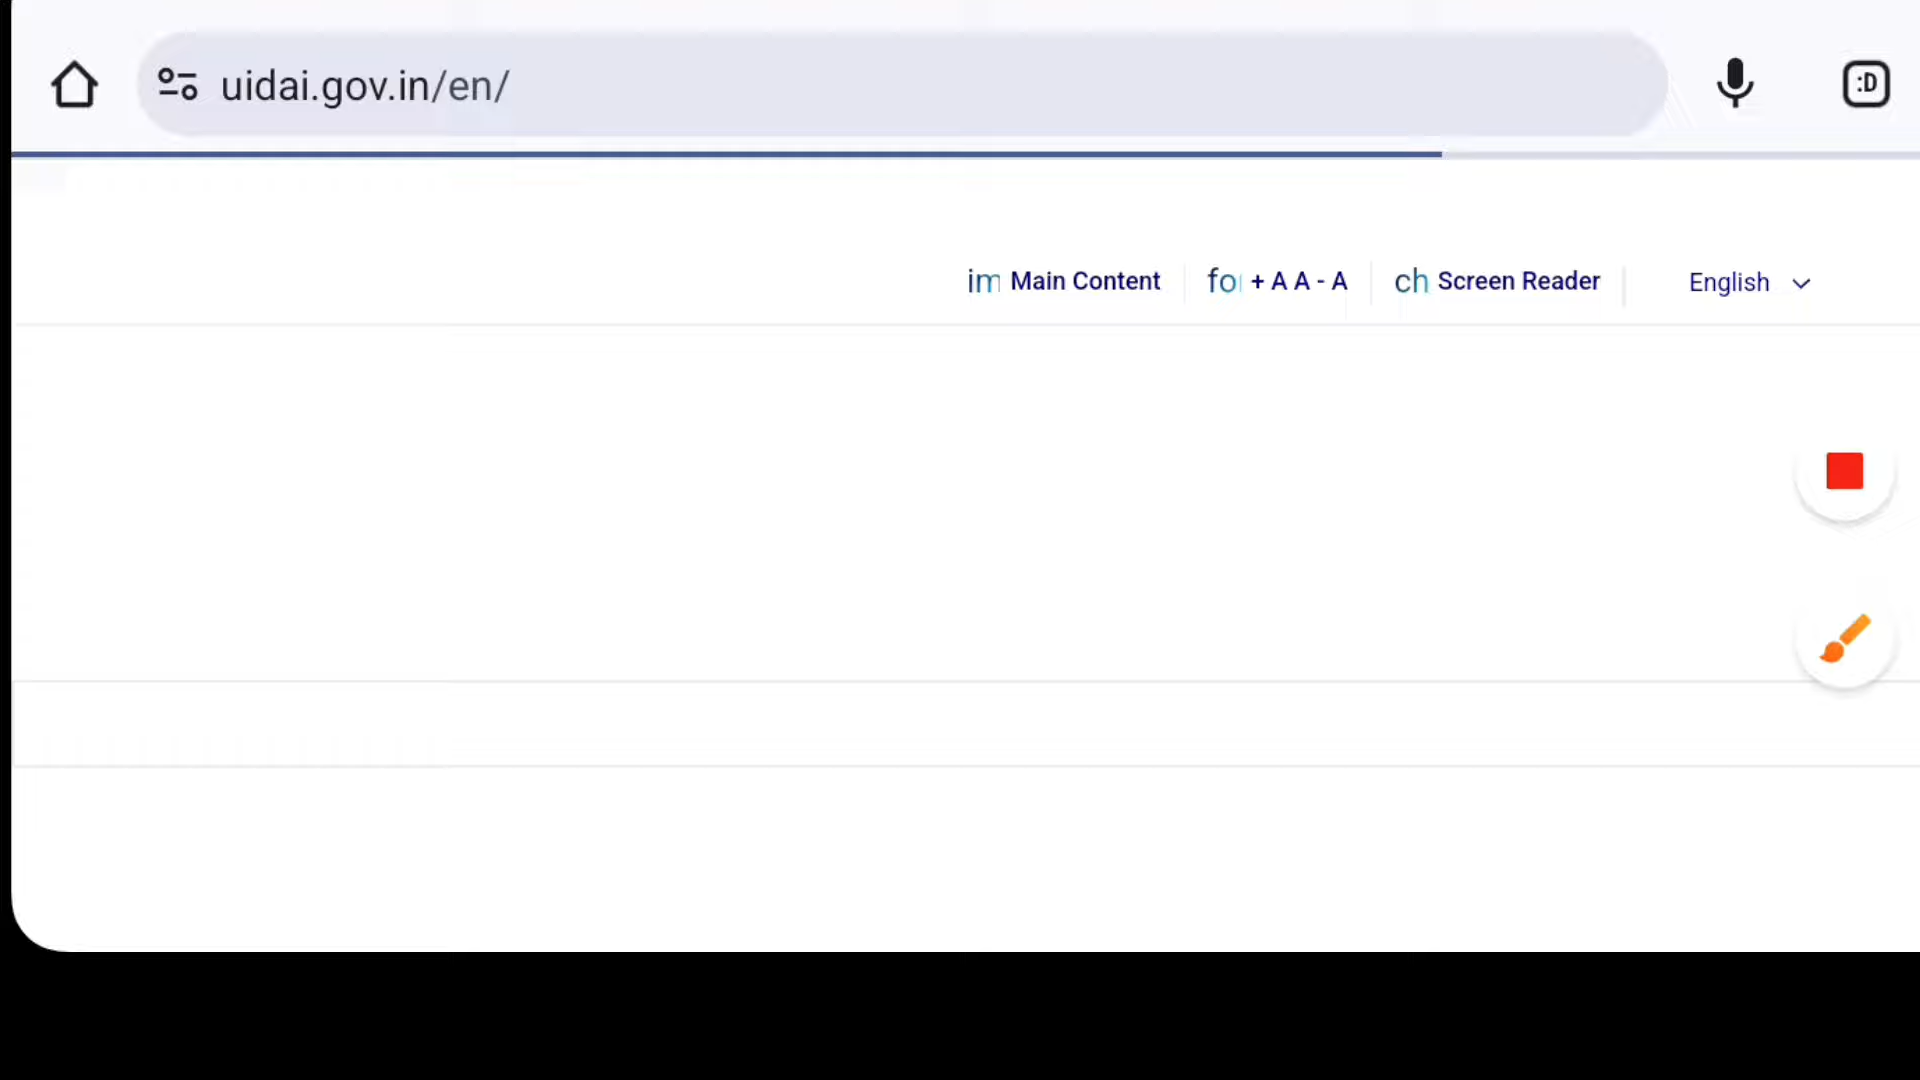 uidai.gov.in/en/
:D
im Main Content
fo + A A - A
ch Screen Reader
English